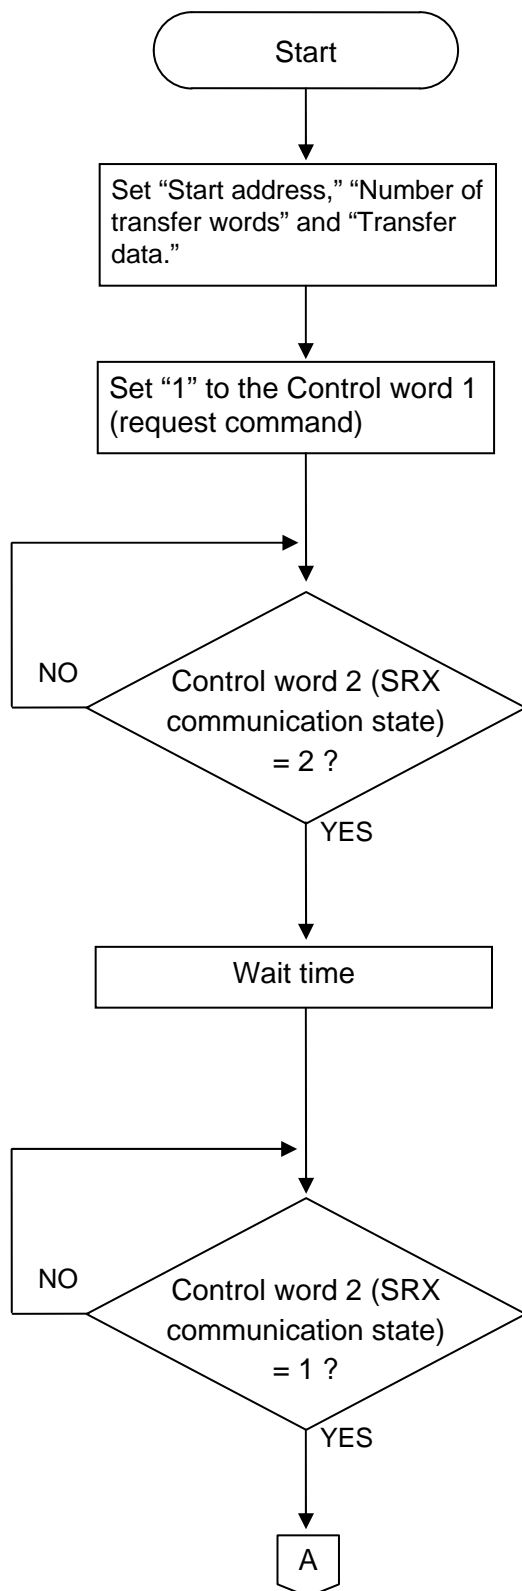 Start
Set “Start address,” “Number of
transfer words” and “Transfer
data.”
Set “1” to the Control word 1
(request command)
NO
Control word 2 (SRX
communication state)
= 2 ?
YES
Wait time
NO
Control word 2 (SRX
communication state)
= 1 ?
YES
A